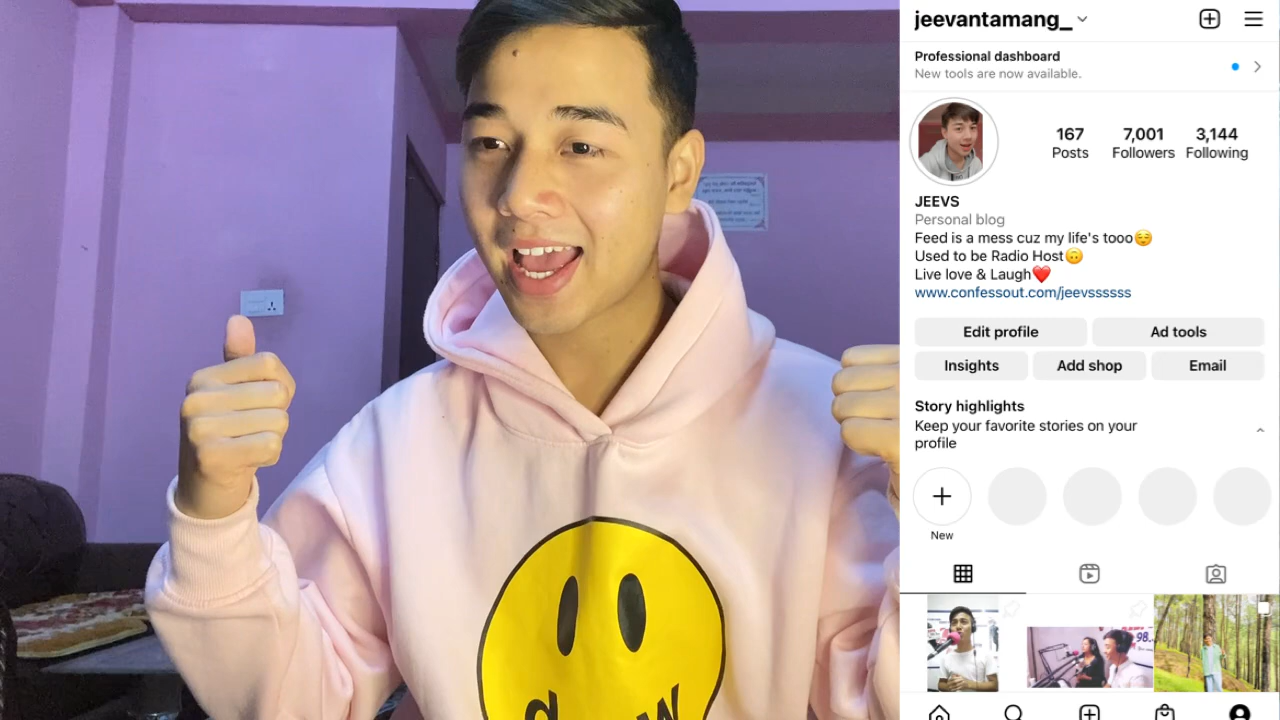 jeevantamang_
Professional dashboard
New tools are now available.
167
Posts
7,001
Followers
3,144
Following
JEEVS
Personal blog
Feed is a mess cuz my life's tooo😌
Used to be Radio Host🙃
Live love & Laugh❤️
www.confessout.com/jeevssssss
Edit profile
Ad tools
Insights
Add shop
Email
Story highlights
Keep your favorite stories on your
profile
New
98.
d w